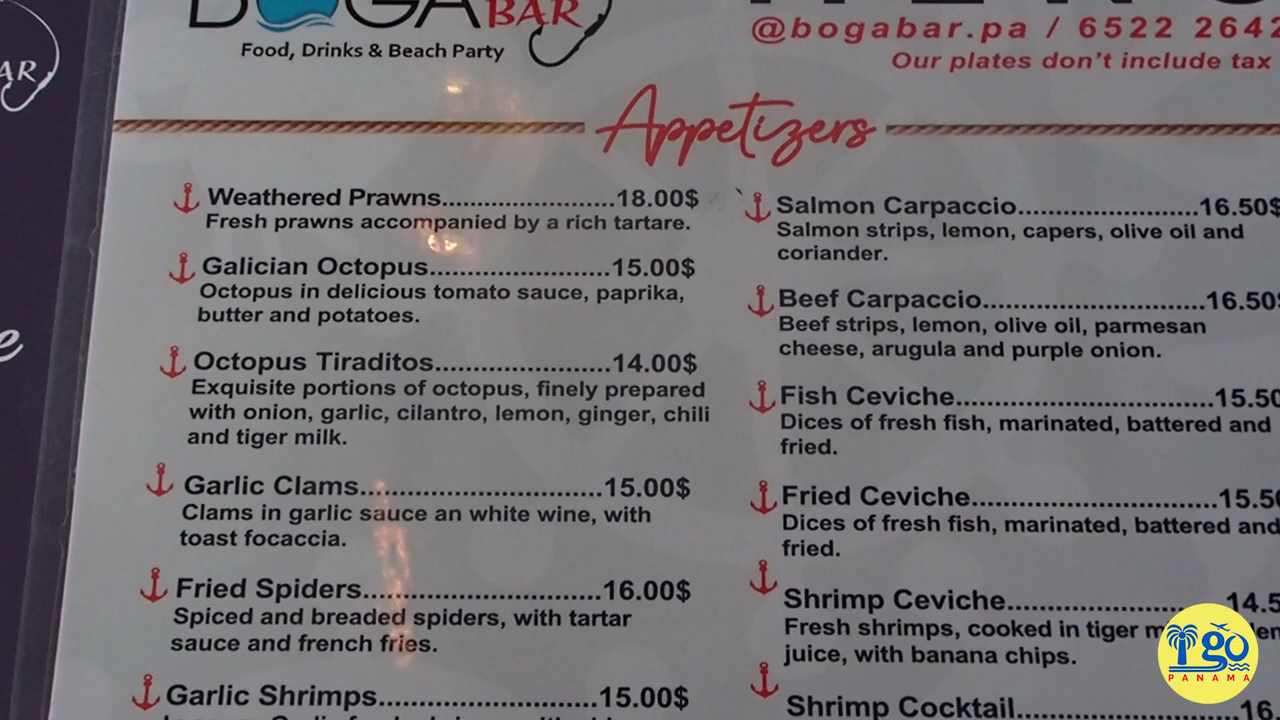 BOGA BAR
Food, Drinks & Beach Party
@bogabar.pa / 6522 2642
Our plates don't include tax
AR
Appetizers
Weathered Prawns........................18.00$
Fresh prawns accompanied by a rich tartare.
Galician Octopus.........................15.00$
Octopus in delicious tomato sauce, paprika,
butter and potatoes.
Octopus Tiraditos........................14.00$
Exquisite portions of octopus, finely prepared
with onion, garlic, cilantro, lemon, ginger, chili
and tiger milk.
Garlic Clams.................................15.00$
Clams in garlic sauce an white wine, with
toast focaccia.
Fried Spiders................................16.00$
Spiced and breaded spiders, with tartar
sauce and french fries.
Garlic Shrimps.............................15.00$
Salmon Carpaccio.........................16.50$
Salmon strips, lemon, capers, olive oil and
coriander.
Beef Carpaccio..............................16.50$
Beef strips, lemon, olive oil, parmesan
cheese, arugula and purple onion.
Fish Ceviche..................................15.50
Dices of fresh fish, marinated, battered and
fried.
Fried Ceviche.................................15.50
Dices of fresh fish, marinated, battered and
fried.
Shrimp Ceviche..............................14.5
Fresh shrimps, cooked in tiger
juice, with banana chips.
Shrimp Cocktail..............................16.
e
go
PANAMA